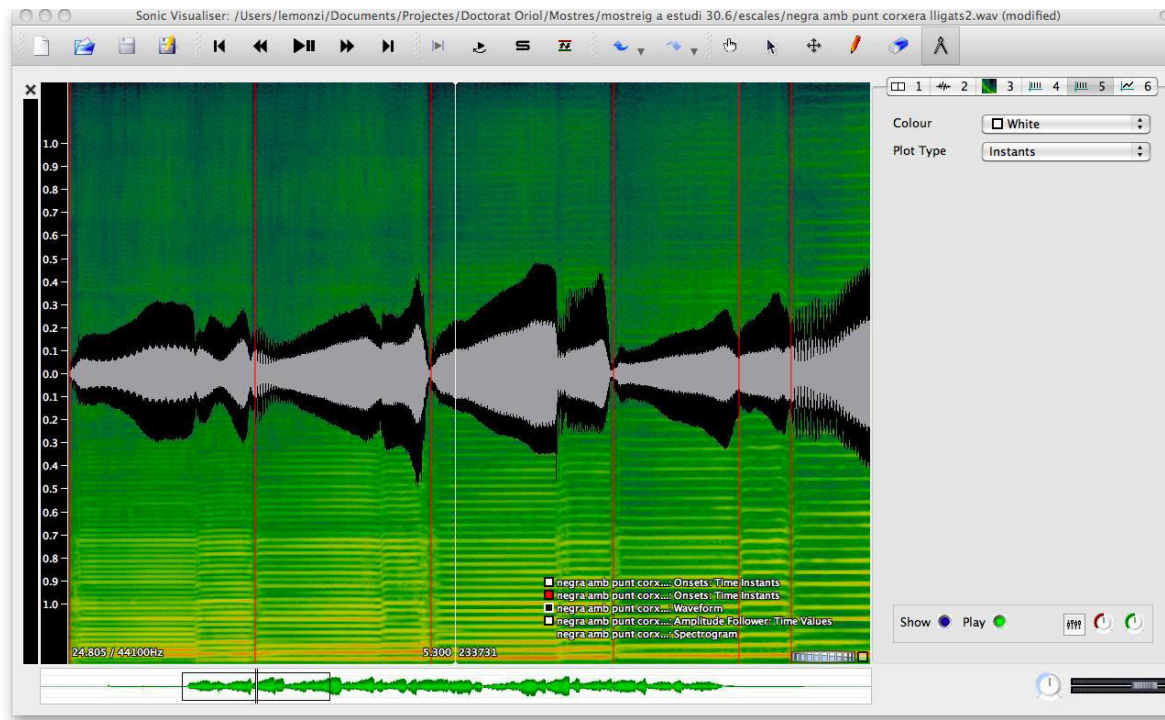 Sonic Visualiser: /Users/lemonzi/Documents/Projectes/Doctorat Oriol/Mostres/mostreig a estudi 30.6/escales/negra amb punt corxera lligats2.wav (modified)
1 2 3 4 5 6
Colour White
Plot Type Instants
1.0
0.9
0.8
0.7
0.6
0.5
0.4
0.3
0.2
0.1
0.0
0.1
0.2
0.3
0.4
0.5
0.6
0.7
0.8
0.9
1.0
negra amb punt corx...: Onsets: Time Instants
negra amb punt corx...: Onsets: Time Instants
negra amb punt corx...: Waveform
negra amb punt corx...: Amplitude Follower: Time Values
negra amb punt corx...: Spectrogram
24.805 / 44100Hz 5.300 233731
Show Play